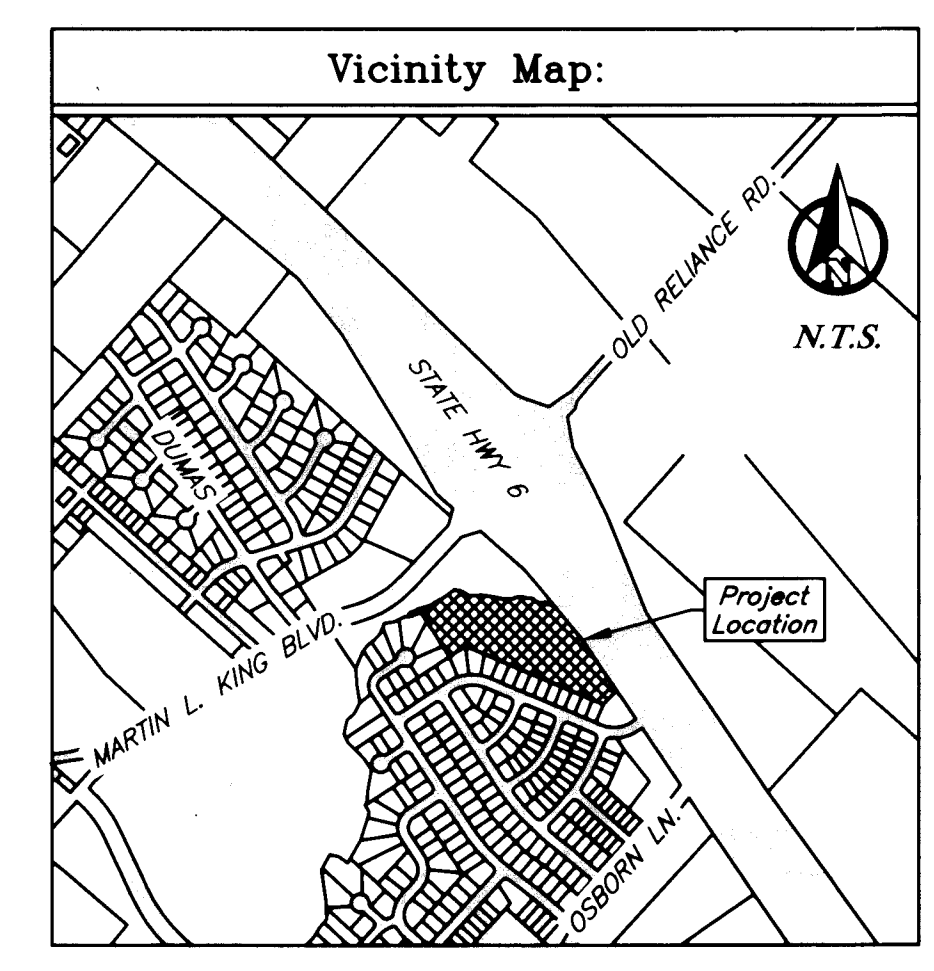 Vicinity Map:
OLD RELIANCE RD.
N
N.T.S.
STATE HWY 6
DUMAS
Project
Location
MARTIN L. KING BLVD.
OSBORN LN.